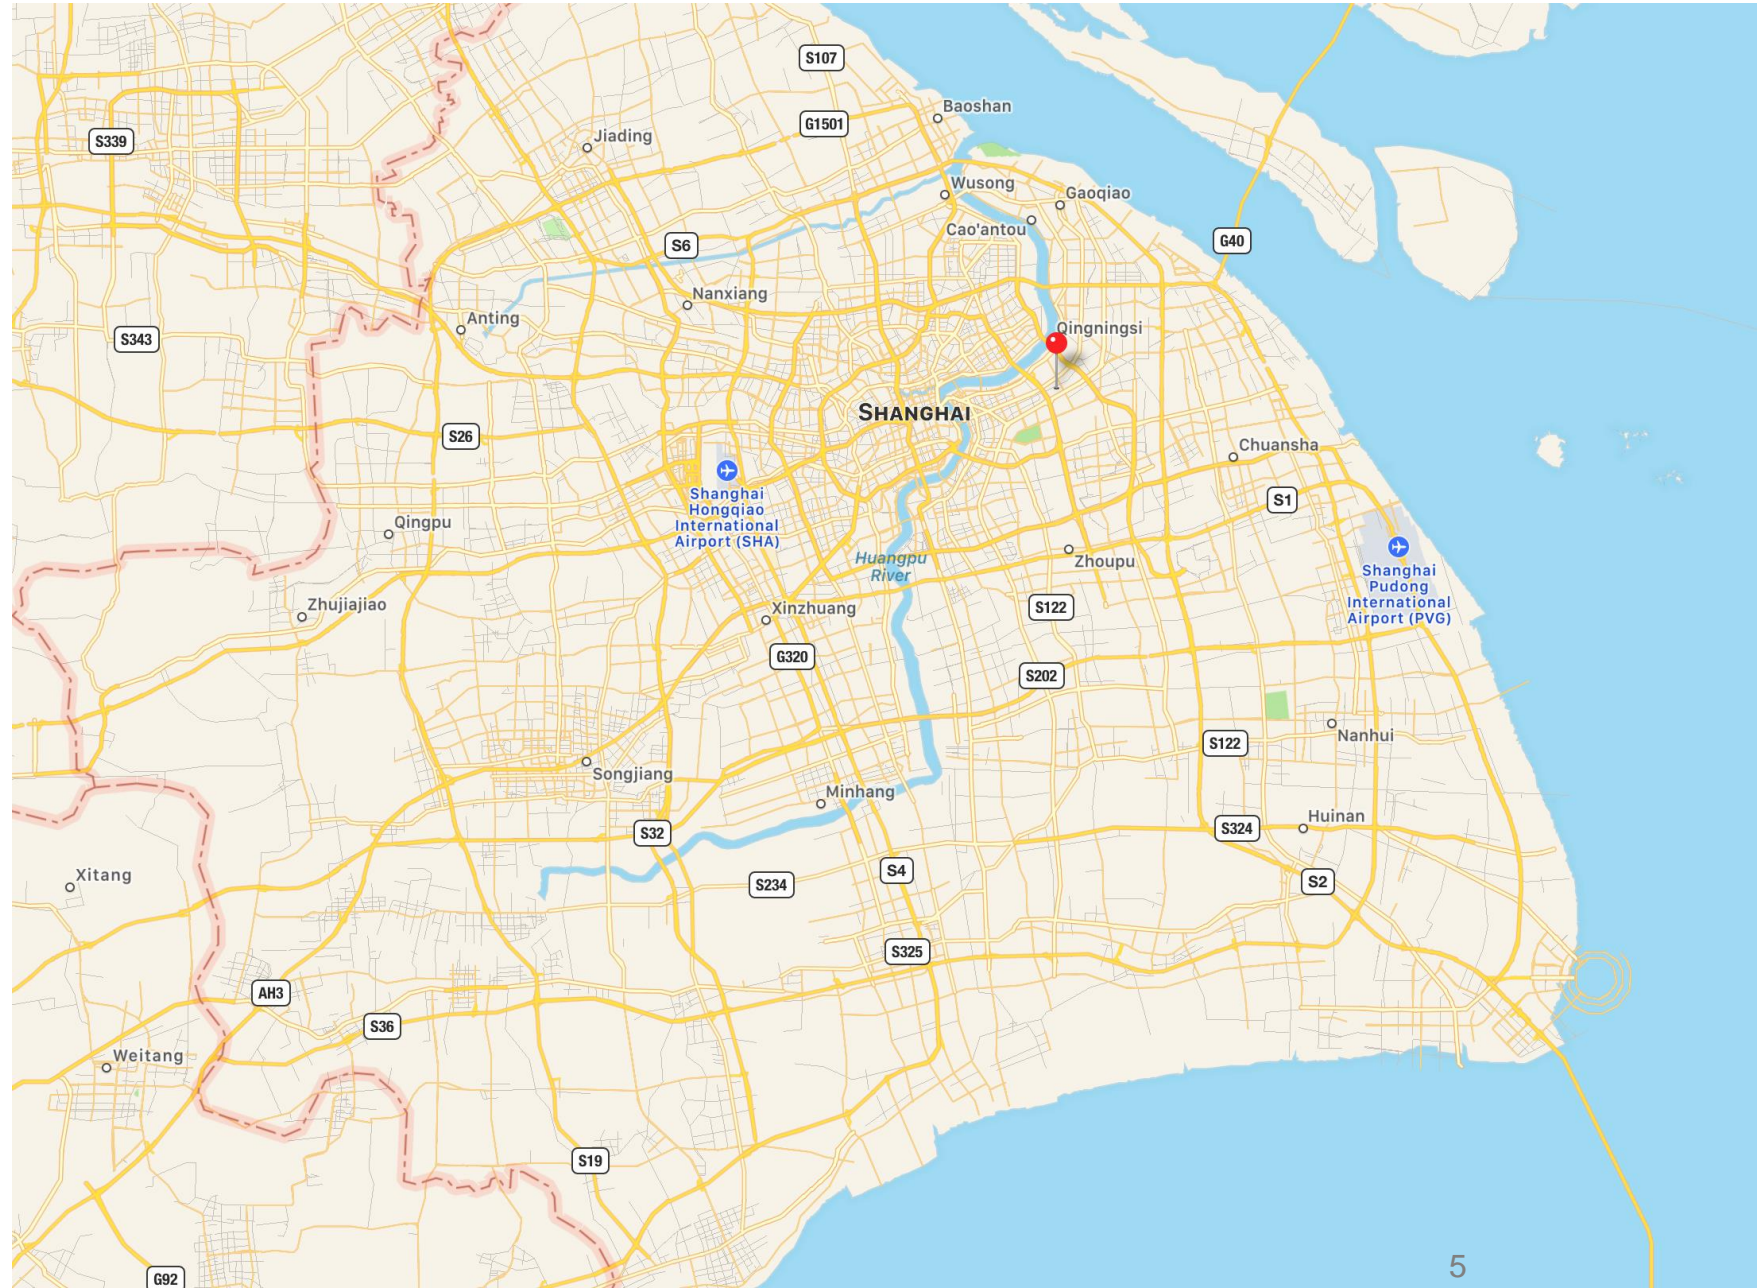 S107
Baoshan
G1501
S339
Jiading
Wusong
Gaoqiao
Cao'antou
G40
S6
Nanxiang
Anting
Qingningsi
S343
SHANGHAI
S26
Chuansha
Shanghai
Hongqiao
International
Airport (SHA)
S1
Qingpu
Huangpu
River
Zhoupu
Shanghai
Pudong
International
Airport (PVG)
Zhujiajiao
Xinzhuang
S122
G320
S202
Nanhui
S122
Songjiang
Minhang
Huinan
S32
S324
Xitang
S234
S4
S2
S325
AH3
S36
Weitang
S19
G92
5